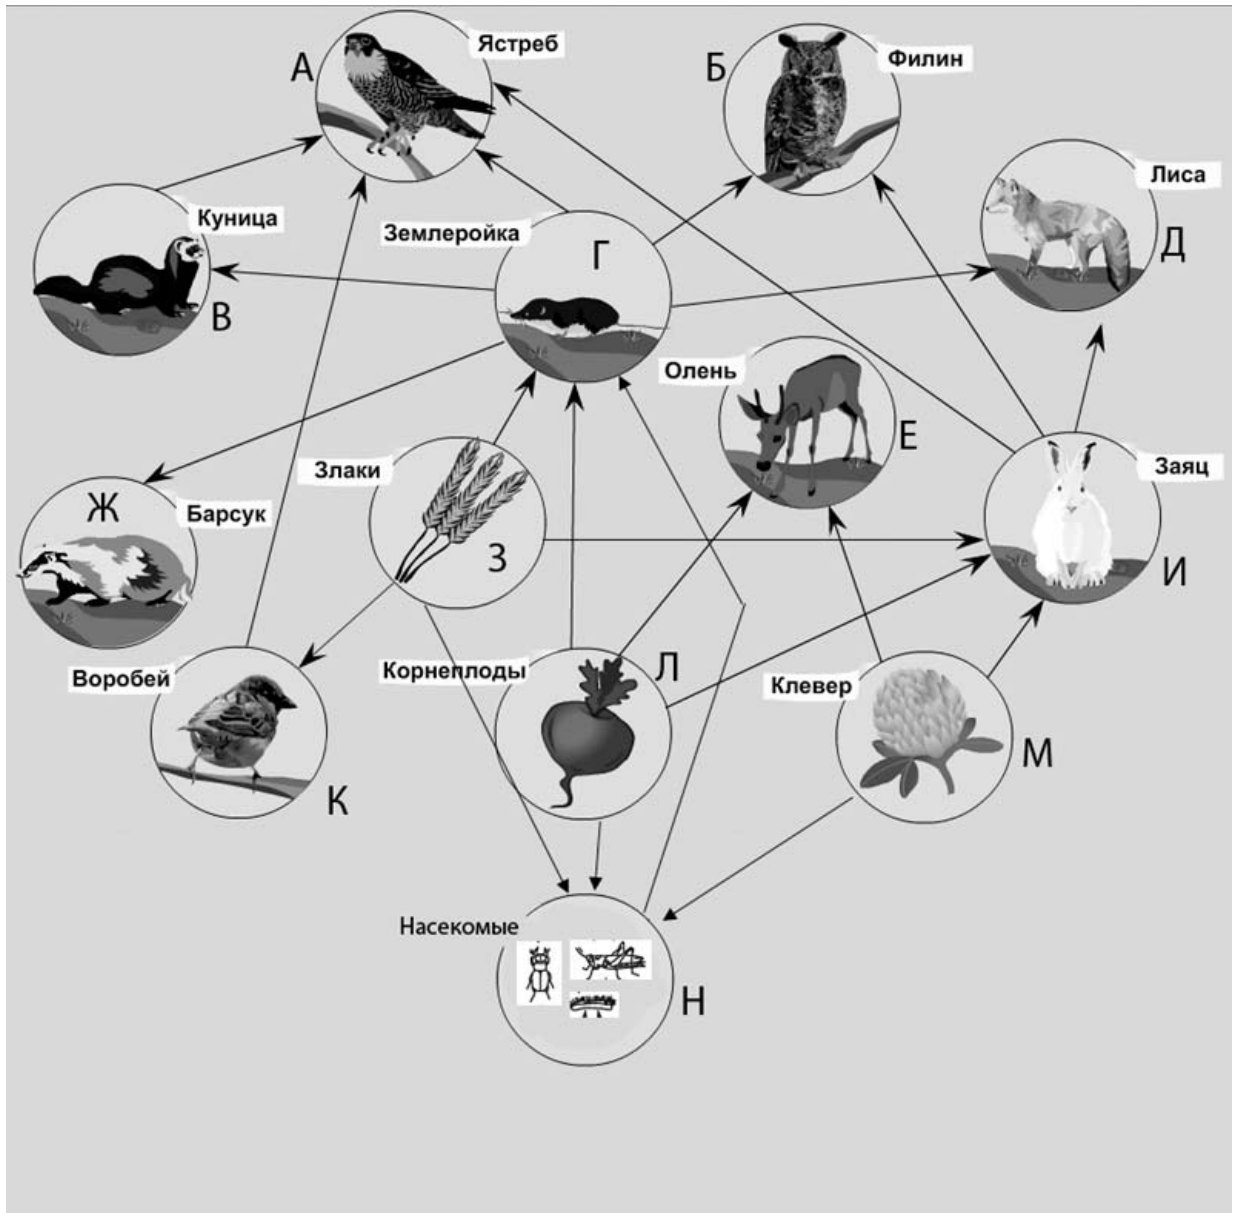 А
Ястреб
Б
Филин
Лиса
Д
Куница
В
Землеройка
Г
Олень
Е
Злаки
З
Заяц
И
Ж
Барсук
Воробей
К
Корнеплоды
Л
Клевер
М
Насекомые
Н